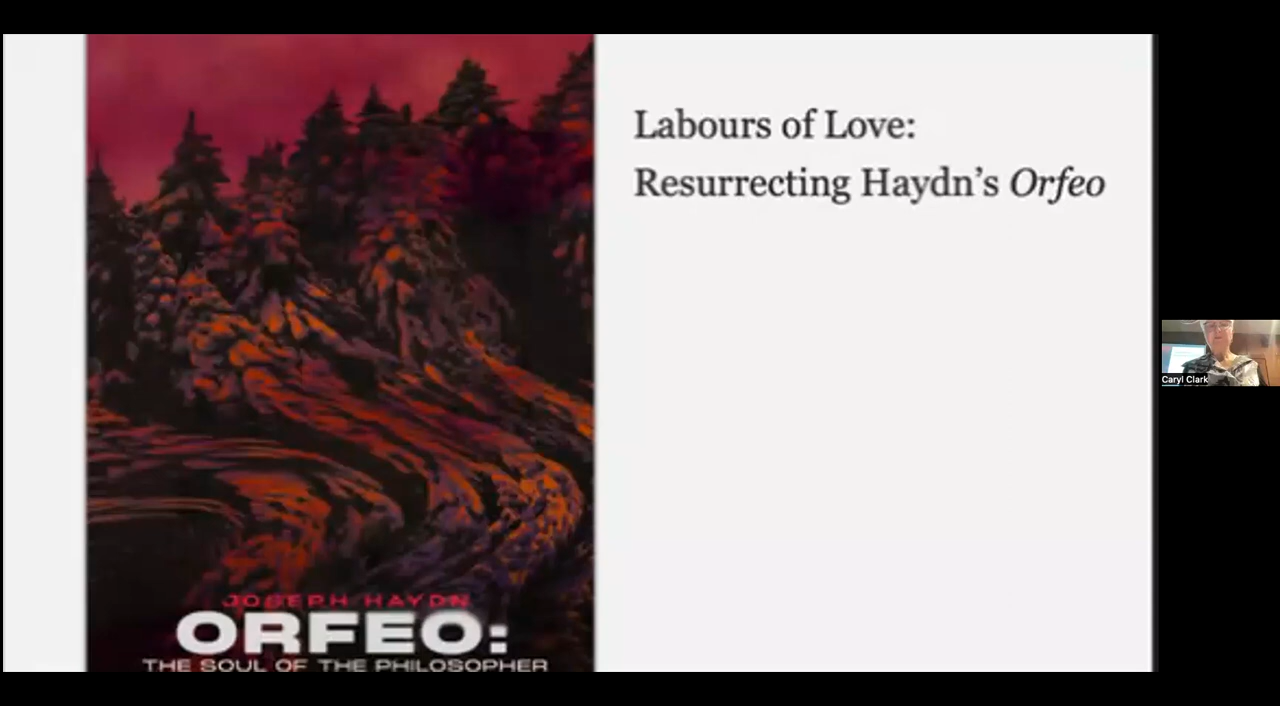 Labours of Love:
Resurrecting Haydn’s Orfeo
JOSEPH HAYDN
ORFEO:
THE SOUL OF THE PHILOSOPHER
Caryl Clark